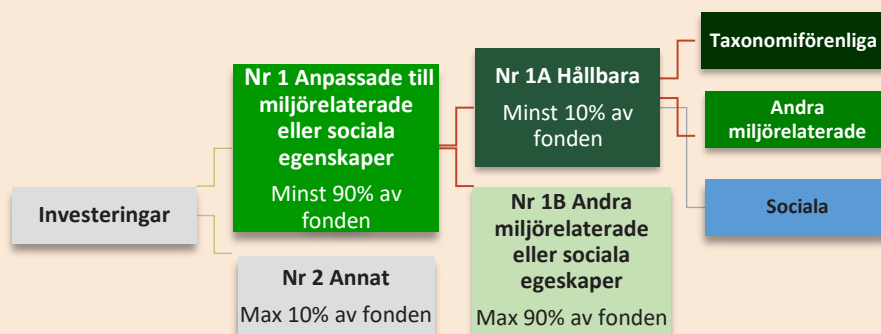 Investeringar
Nr 1 Anpassade till
miljörelaterade
eller sociala
egenskaper
Minst 90% av
fonden
Nr 2 Annat
Max 10% av fonden
Nr 1A Hållbara
Minst 10% av
fonden
Nr 1B Andra
miljörelaterade
eller sociala
egeskaper
Max 90% av fonden
Taxonomiförenliga
Andra
miljörelaterade
Sociala